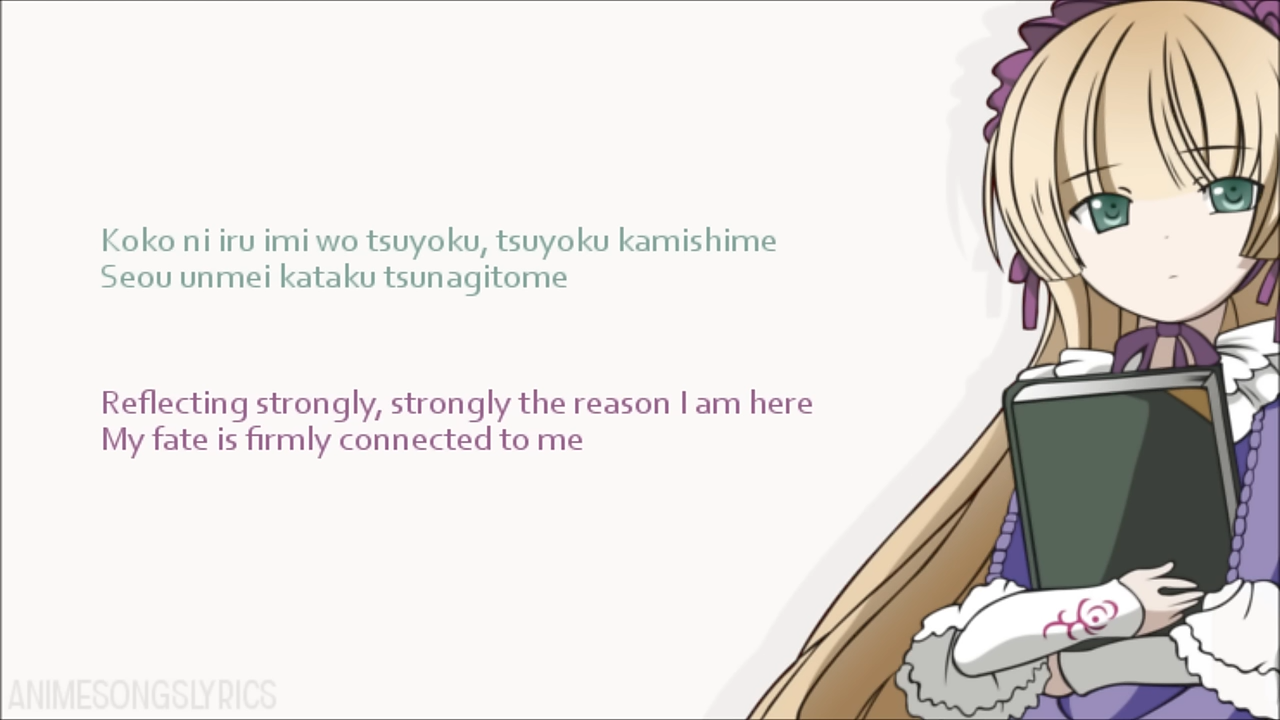 Koko ni iru imi wo tsuyoku, tsuyoku kamishime
Seou unmei kataku tsunagitome
Reflecting strongly, strongly the reason I am here
My fate is firmly connected to me
ANIMESONGSLYRICS